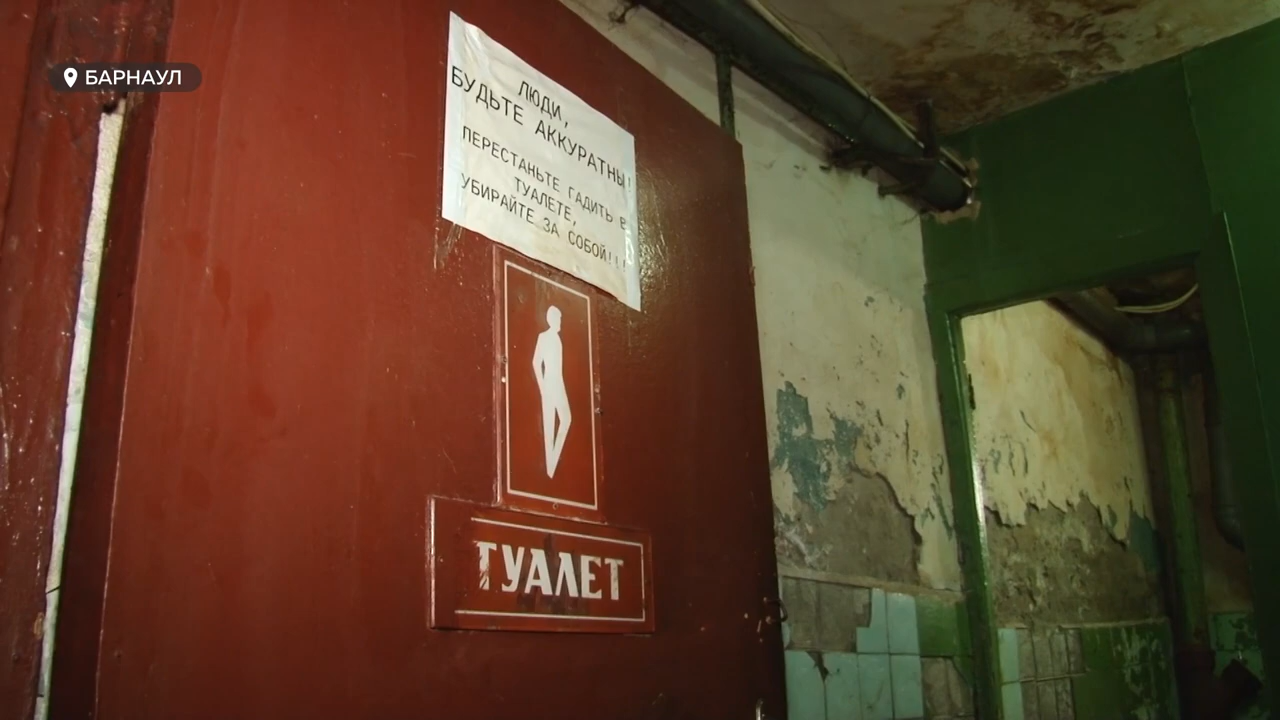 БАРНАУЛ
ЛЮДИ,
БУДЬТЕ АККУРАТНЫ!
ПЕРЕСТАНЬТЕ ГАДИТЬ В
ТУАЛЕТЕ,
УБИРАЙТЕ ЗА СОБОЙ!!!
ТУАЛЕТ